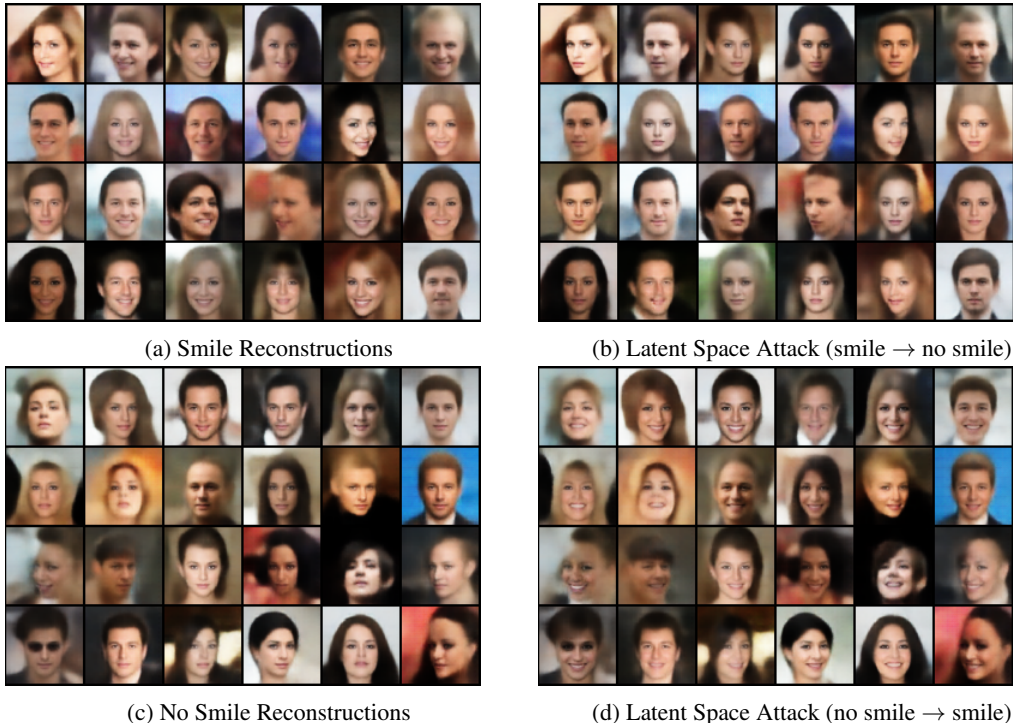 (a) Smile Reconstructions
(b) Latent Space Attack (smile → no smile)
(c) No Smile Reconstructions
(d) Latent Space Attack (no smile → smile)